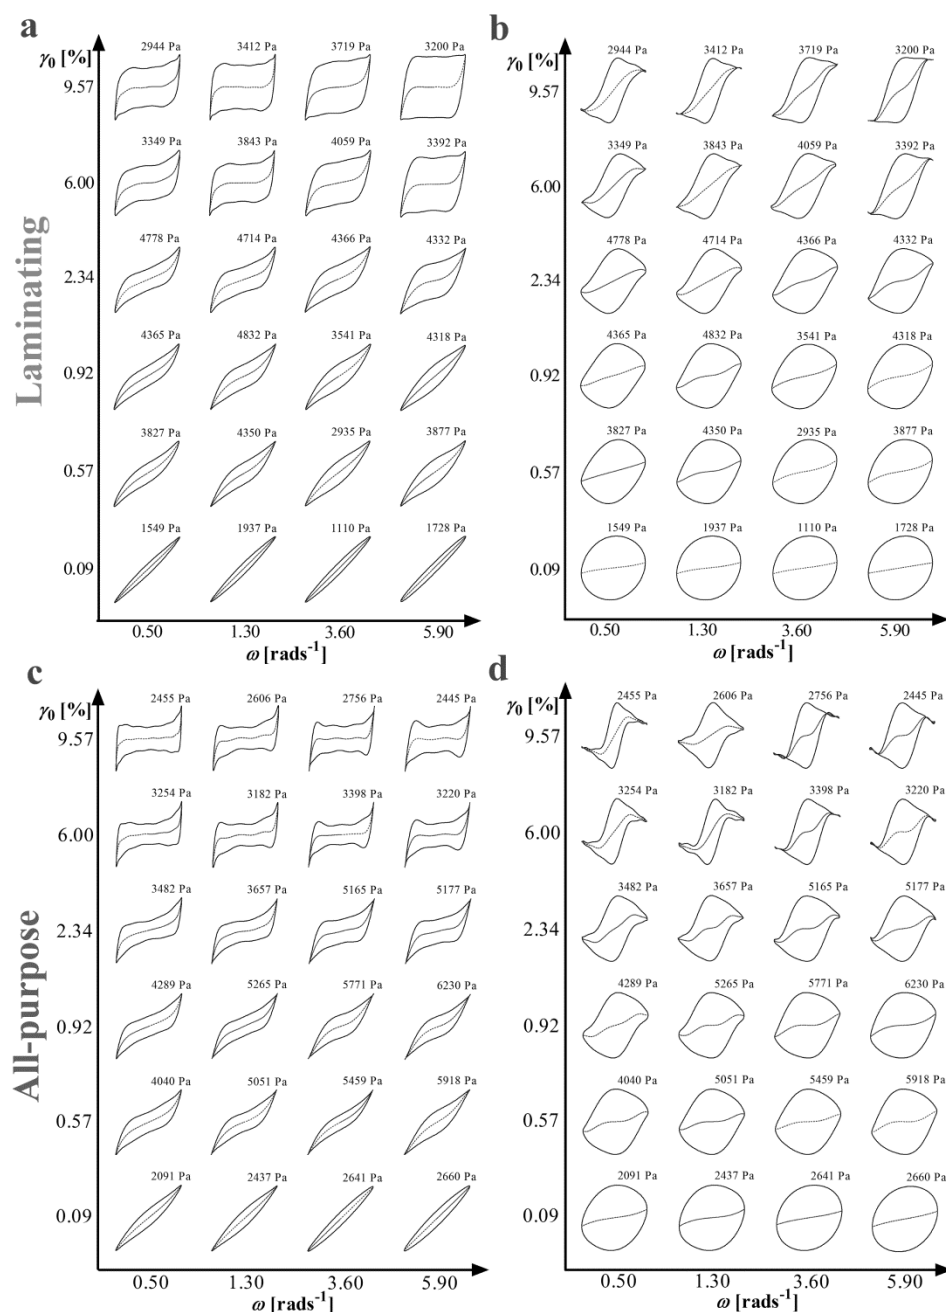 a
γ0 [%]
2944 Pa 3412 Pa 3719 Pa 3200 Pa
9.57
3349 Pa 3843 Pa 4059 Pa 3392 Pa
6.00
4778 Pa 4714 Pa 4366 Pa 4332 Pa
2.34
4365 Pa 4832 Pa 3541 Pa 4318 Pa
0.92
3827 Pa 4350 Pa 2935 Pa 3877 Pa
0.57
1549 Pa 1937 Pa 1110 Pa 1728 Pa
0.09
0.50 1.30 3.60 5.90
ω [rads-1]
Laminating
b
γ0 [%]
2944 Pa 3412 Pa 3719 Pa 3200 Pa
9.57
3349 Pa 3843 Pa 4059 Pa 3392 Pa
6.00
4778 Pa 4714 Pa 4366 Pa 4332 Pa
2.34
4365 Pa 4832 Pa 3541 Pa 4318 Pa
0.92
3827 Pa 4350 Pa 2935 Pa 3877 Pa
0.57
1549 Pa 1937 Pa 1110 Pa 1728 Pa
0.09
0.50 1.30 3.60 5.90
ω [rads-1]
c
γ0 [%]
2455 Pa 2606 Pa 2756 Pa 2445 Pa
9.57
3254 Pa 3182 Pa 3398 Pa 3220 Pa
6.00
3482 Pa 3657 Pa 5165 Pa 5177 Pa
2.34
4289 Pa 5265 Pa 5771 Pa 6230 Pa
0.92
4040 Pa 5051 Pa 5459 Pa 5918 Pa
0.57
2091 Pa 2437 Pa 2641 Pa 2660 Pa
0.09
0.50 1.30 3.60 5.90
ω [rads-1]
All-purpose
d
γ0 [%]
2455 Pa 2606 Pa 2756 Pa 2445 Pa
9.57
3254 Pa 3182 Pa 3398 Pa 3220 Pa
6.00
3482 Pa 3657 Pa 5165 Pa 5177 Pa
2.34
4289 Pa 5265 Pa 5771 Pa 6230 Pa
0.92
4040 Pa 5051 Pa 5459 Pa 5918 Pa
0.57
2091 Pa 2437 Pa 2641 Pa 2660 Pa
0.09
0.50 1.30 3.60 5.90
ω [rads-1]